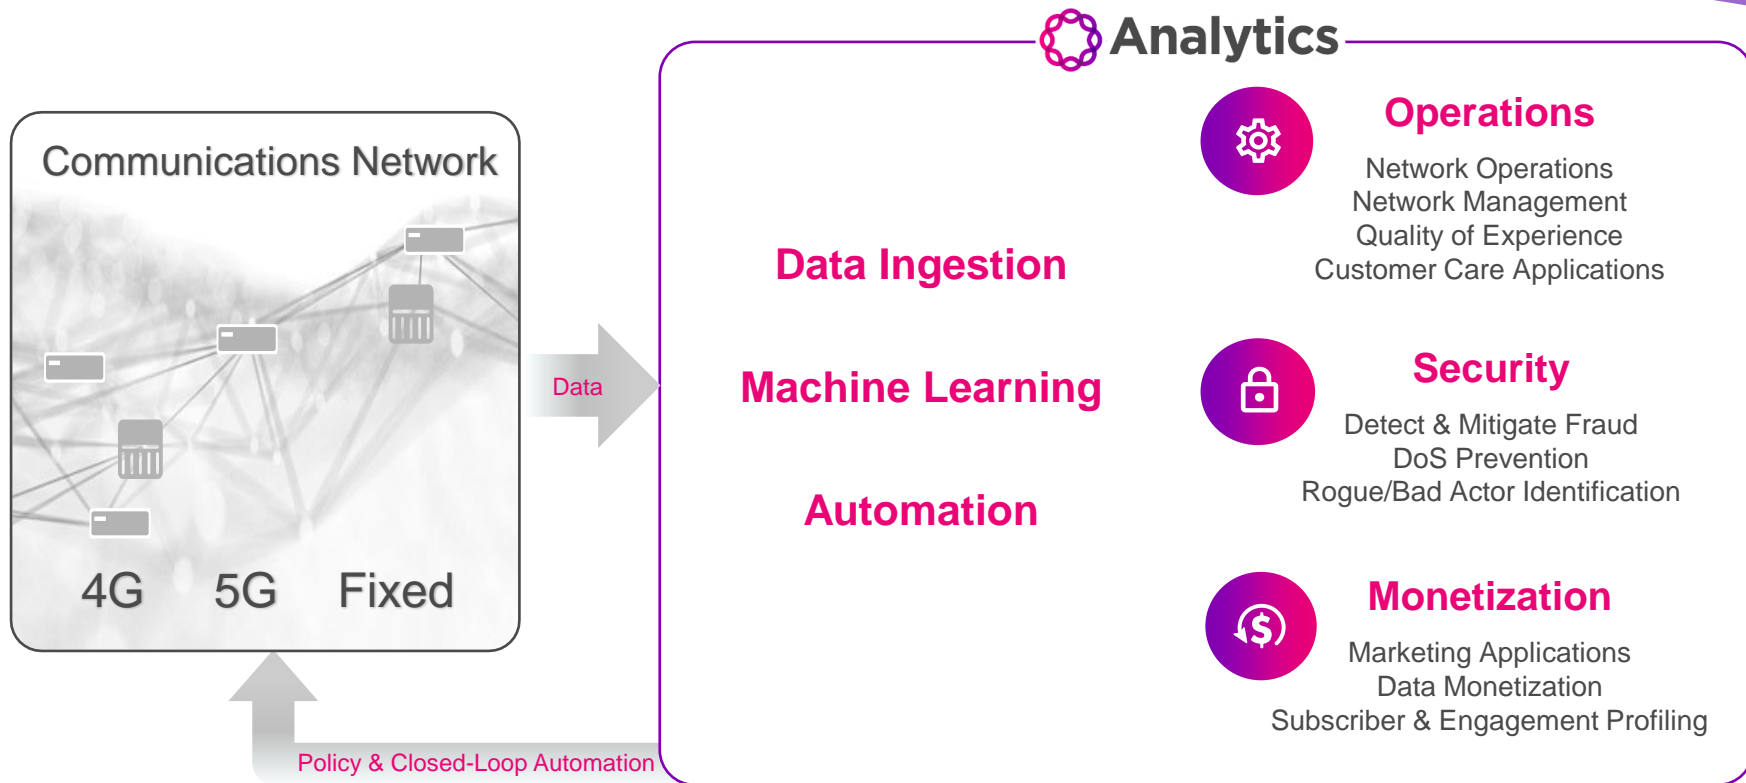 Analytics
Communications Network
4G 5G Fixed
Data
Policy & Closed-Loop Automation
Data Ingestion
Machine Learning
Automation
Operations
Network Operations
Network Management
Quality of Experience
Customer Care Applications
Security
Detect & Mitigate Fraud
DoS Prevention
Rogue/Bad Actor Identification
Monetization
Marketing Applications
Data Monetization
Subscriber & Engagement Profiling